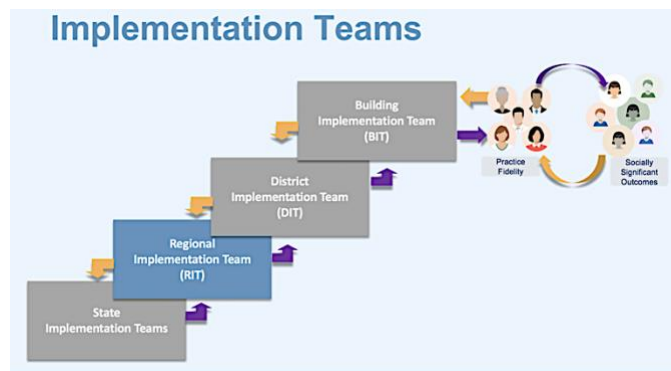 Implementation Teams
Building
Implementation Team
(BIT)
Practice
Fidelity
Socially
Significant
Outcomes
District
Implementation Team
(DIT)
Regional
Implementation Team
(RIT)
State
Implementation Teams